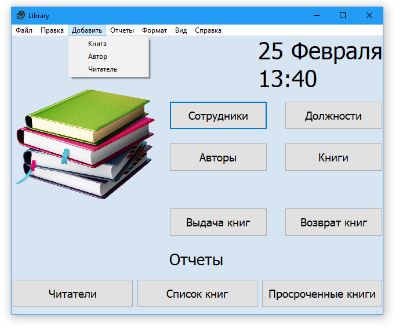 Library
Файл Правка Добавить Отчеты Формат Вид Справка
Книга
Автор
Читатель
25 Февраля
13:40
Сотрудники Должности
Авторы Книги
Выдача книг Возврат книг
Отчеты
Читатели Список книг Просроченные книги